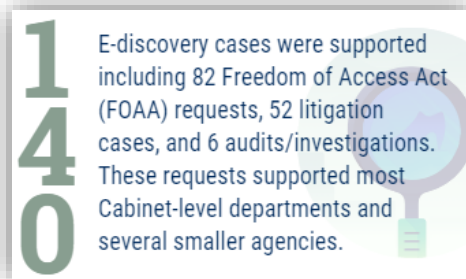 140
E-discovery cases were supported
including 82 Freedom of Access Act
(FOAA) requests, 52 litigation
cases, and 6 audits/investigations.
These requests supported most
Cabinet-level departments and
several smaller agencies.